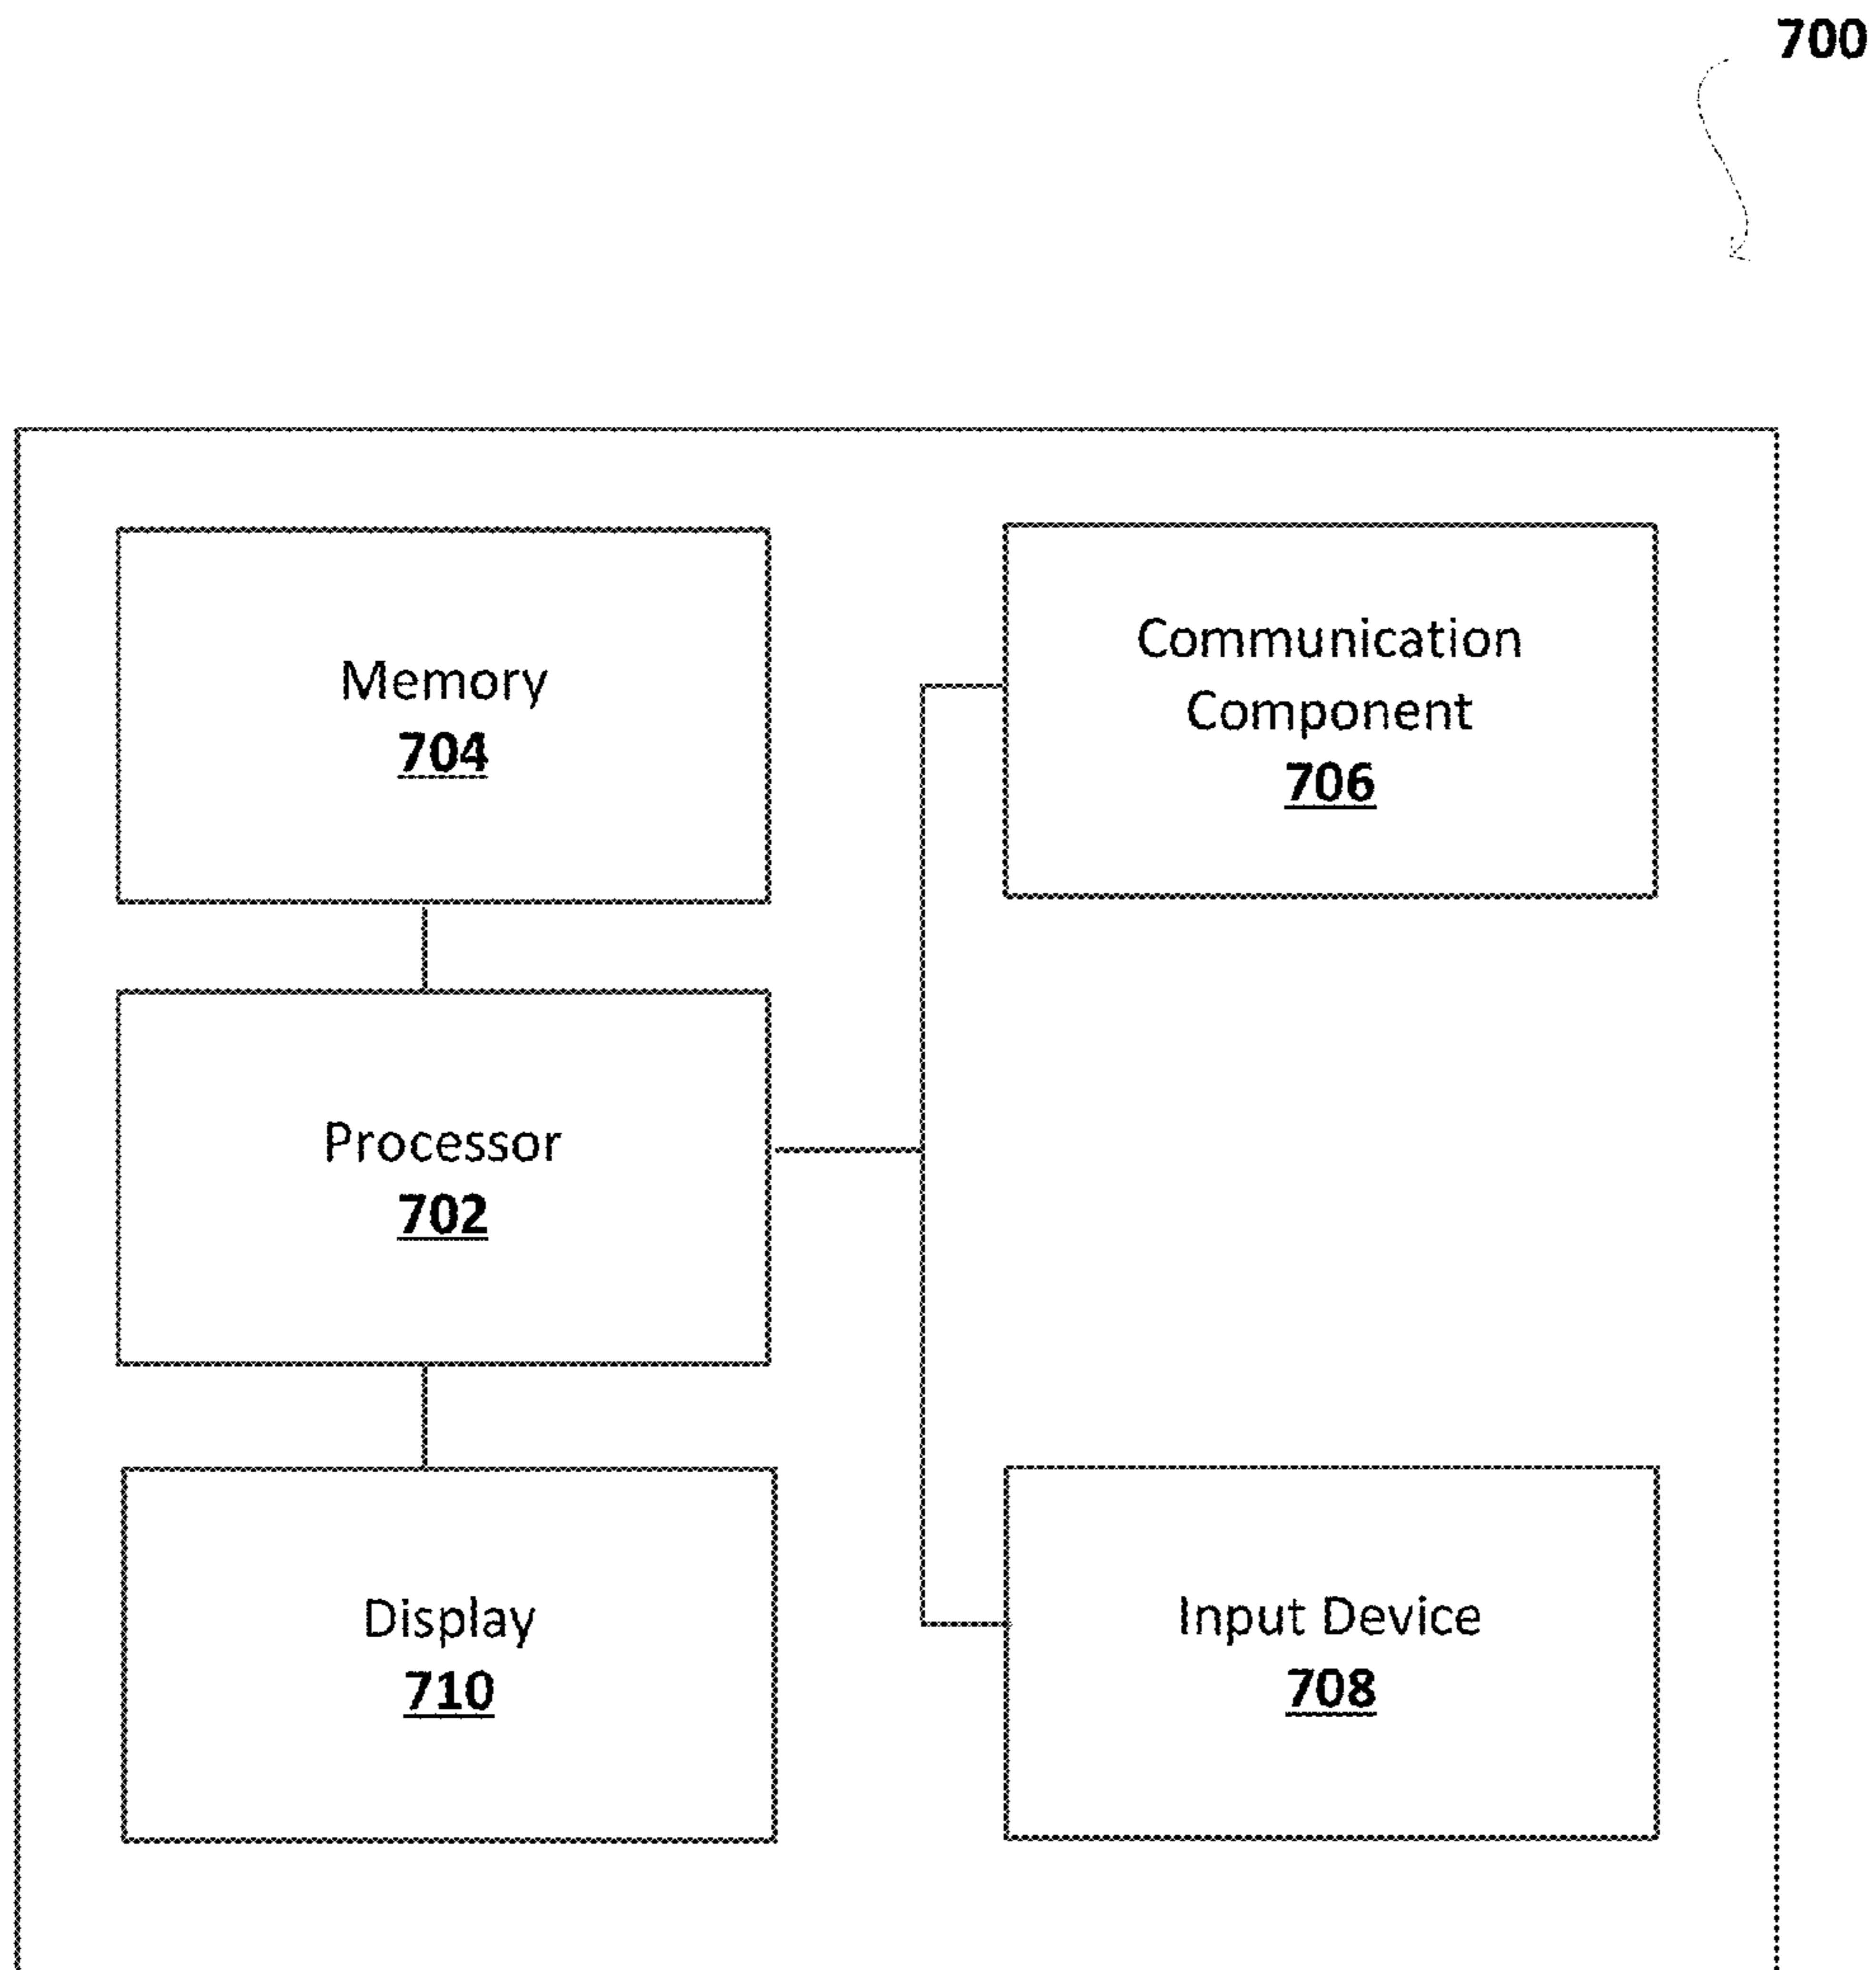 700
Memory
704
Communication
Component
706
Processor
702
Display
710
Input Device
708